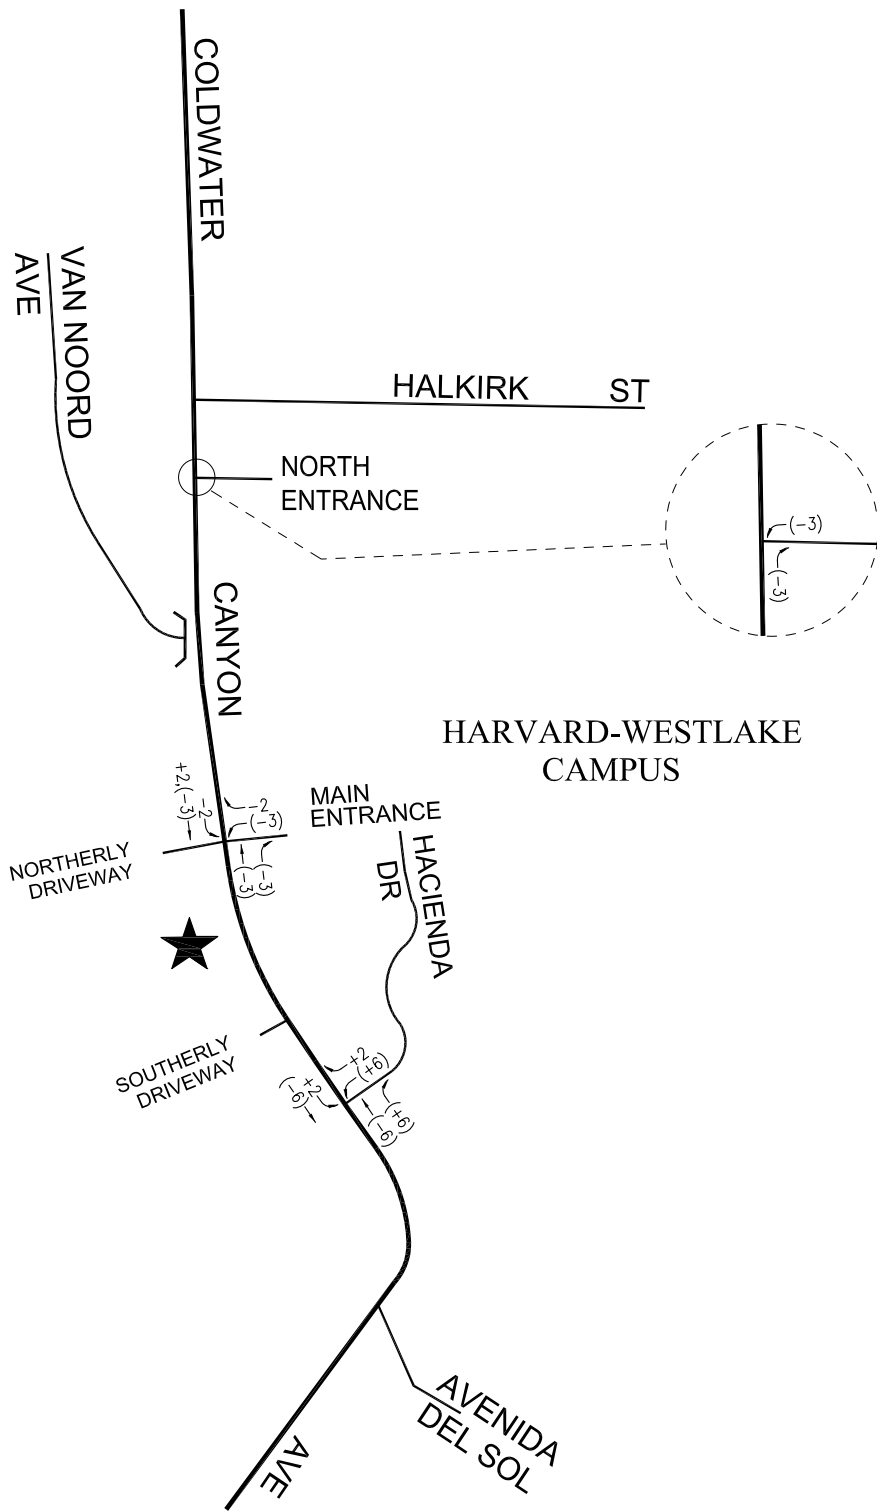 COLDWATER
VAN NOORD
AVE
HALKIRK ST
NORTH
ENTRANCE
(-3)
(-3)
CANYON
HARVARD-WESTLAKE
CAMPUS
+2,(-3)
-2
-2
(-3)
MAIN
ENTRANCE
NORTHERLY
DRIVEWAY
(-3)
(-3)
HACIENDA
DR
SOUTHERLY
DRIVEWAY
+2
(+6)
+2
(-6)
(+6)
(-6)
AVENIDA
DEL SOL
AVE